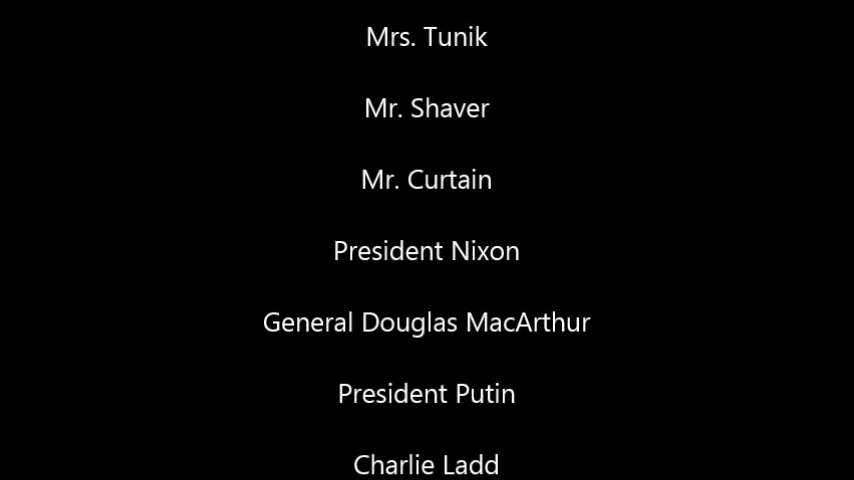 Mrs. Tunik
Mr. Shaver
Mr. Curtain
President Nixon
General Douglas MacArthur
President Putin
Charlie Ladd